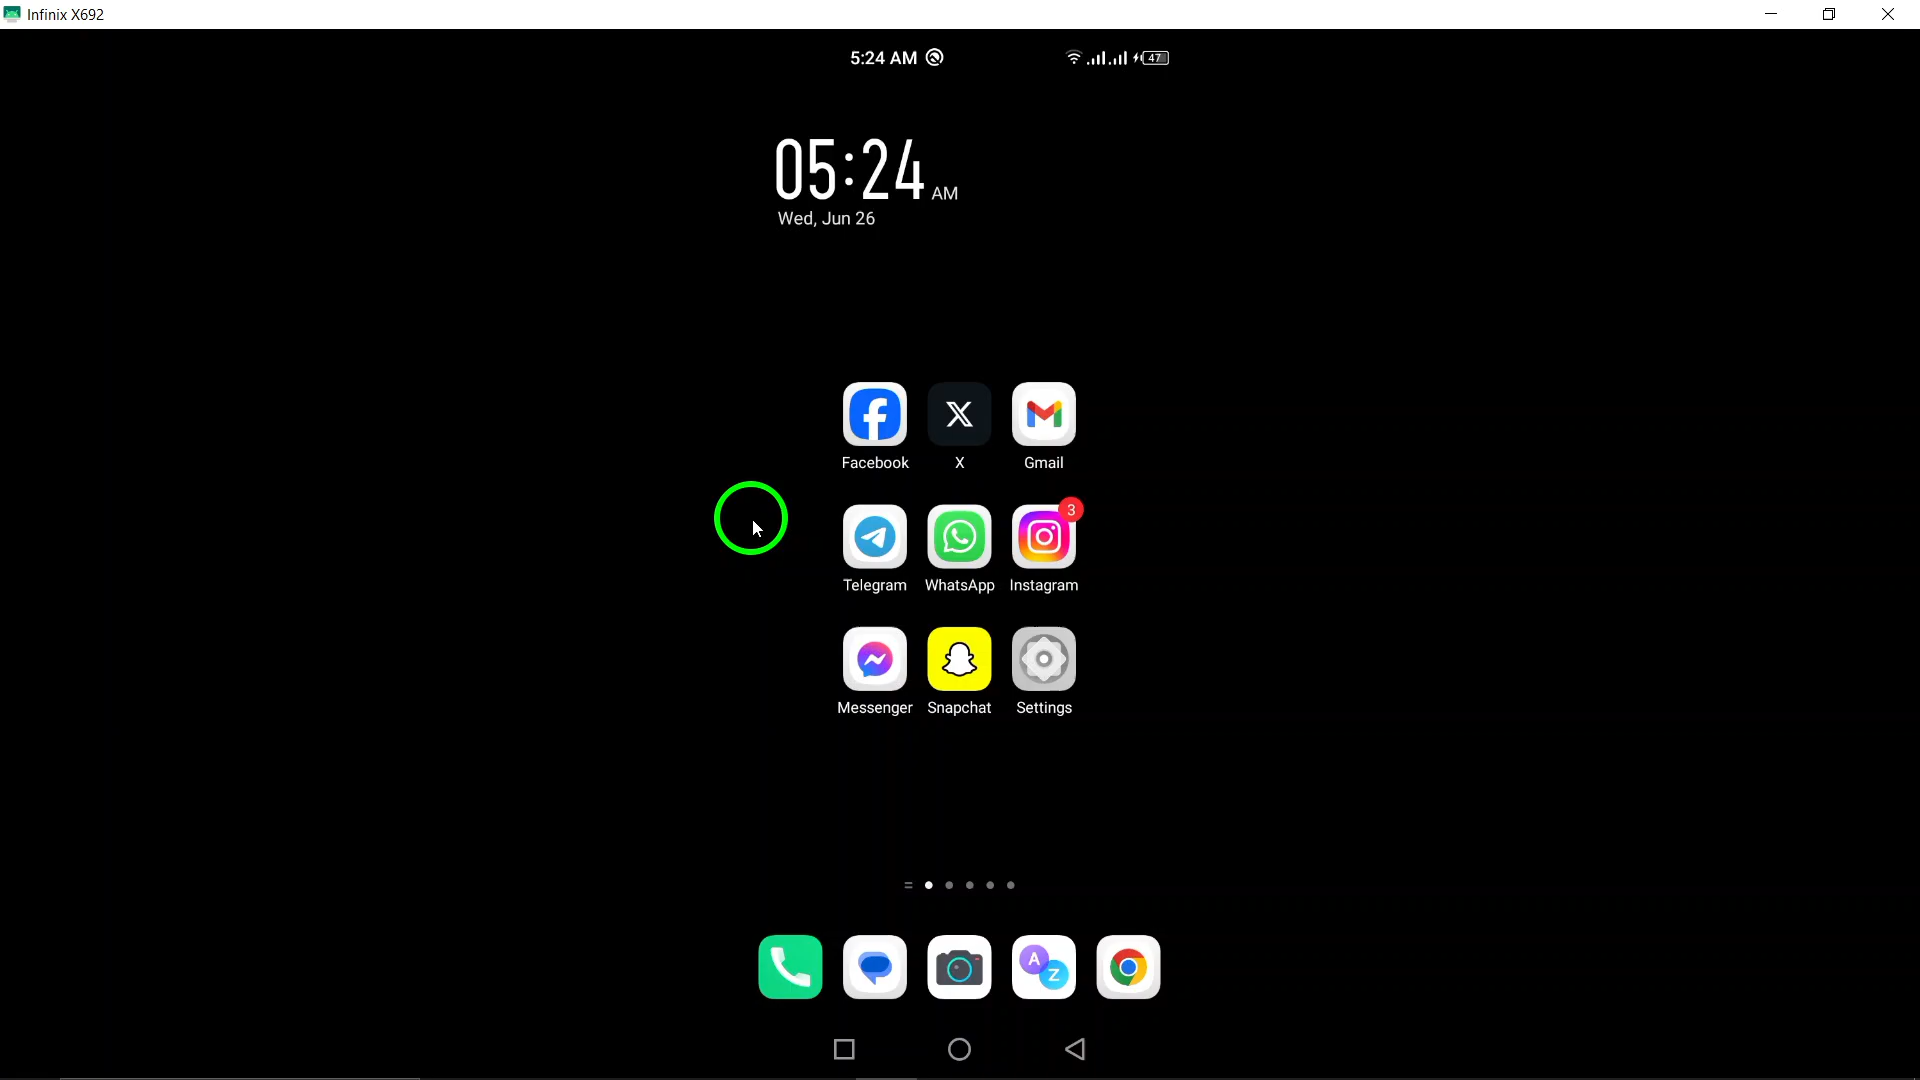 Infinix X692
5:24 AM
47
05:24 AM
Wed, Jun 26
Facebook
X
Gmail
3
Telegram
WhatsApp
Instagram
Messenger
Snapchat
Settings
A
Z